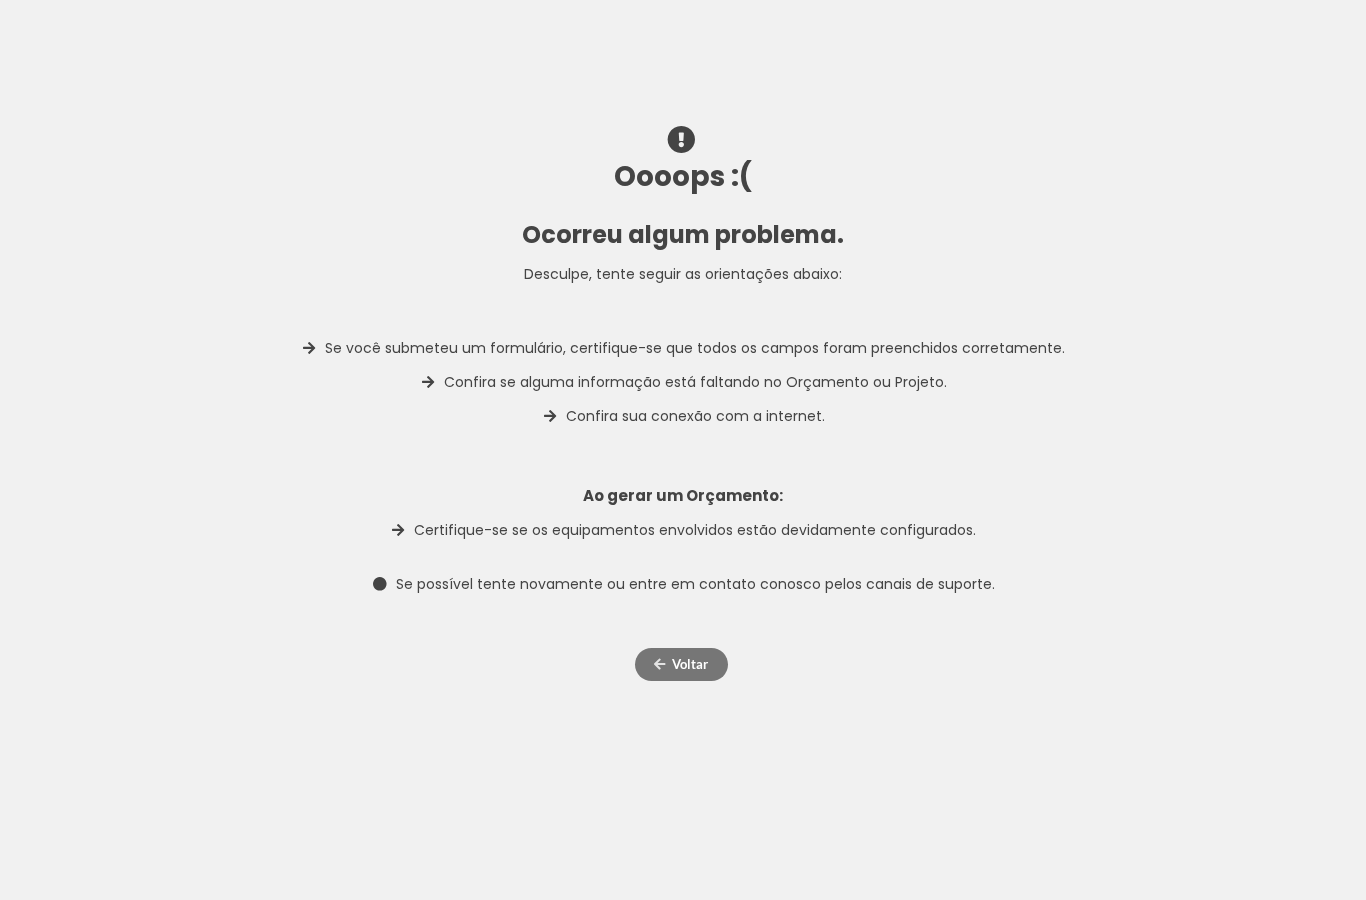 Oooops :(
Ocorreu algum problema.
Desculpe, tente seguir as orientações abaixo:
Se você submeteu um formulário, certifique-se que todos os campos foram preenchidos corretamente.
Confira se alguma informação está faltando no Orçamento ou Projeto.
Confira sua conexão com a internet.
Ao gerar um Orçamento:
Certifique-se se os equipamentos envolvidos estão devidamente configurados.
Se possível tente novamente ou entre em contato conosco pelos canais de suporte.
Voltar